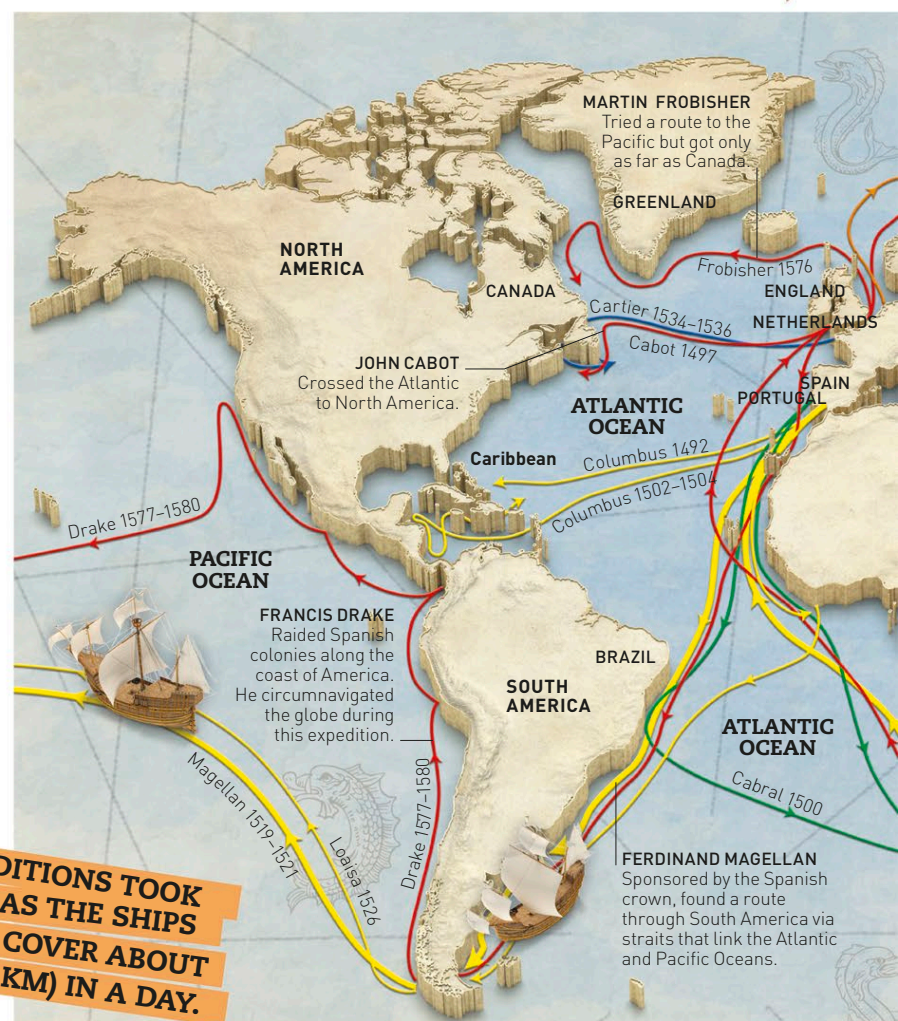 MARTIN FROBISHER
Tried a route to the
Pacific but got only
as far as Canada.
GREENLAND
NORTH
AMERICA
Frobisher 1576
CANADA
ENGLAND
Cartier 1534–1536
NETHERLANDS
Cabot 1497
JOHN CABOT
Crossed the Atlantic
to North America.
SPAIN
PORTUGAL
ATLANTIC
OCEAN
Caribbean
Columbus 1492
Columbus 1502–1504
Drake 1577–1580
PACIFIC
OCEAN
FRANCIS DRAKE
Raided Spanish
colonies along the
coast of America.
He circumnavigated
the globe during
this expedition.
BRAZIL
SOUTH
AMERICA
ATLANTIC
OCEAN
Cabral 1500
Magellan 1519–1521
Loaisa 1526
Drake 1577–1580
FERDINAND MAGELLAN
Sponsored by the Spanish
crown, found a route
through South America via
straits that link the Atlantic
and Pacific Oceans.
DITIONS TOOK
AS THE SHIPS
COVER ABOUT
KM) IN A DAY.